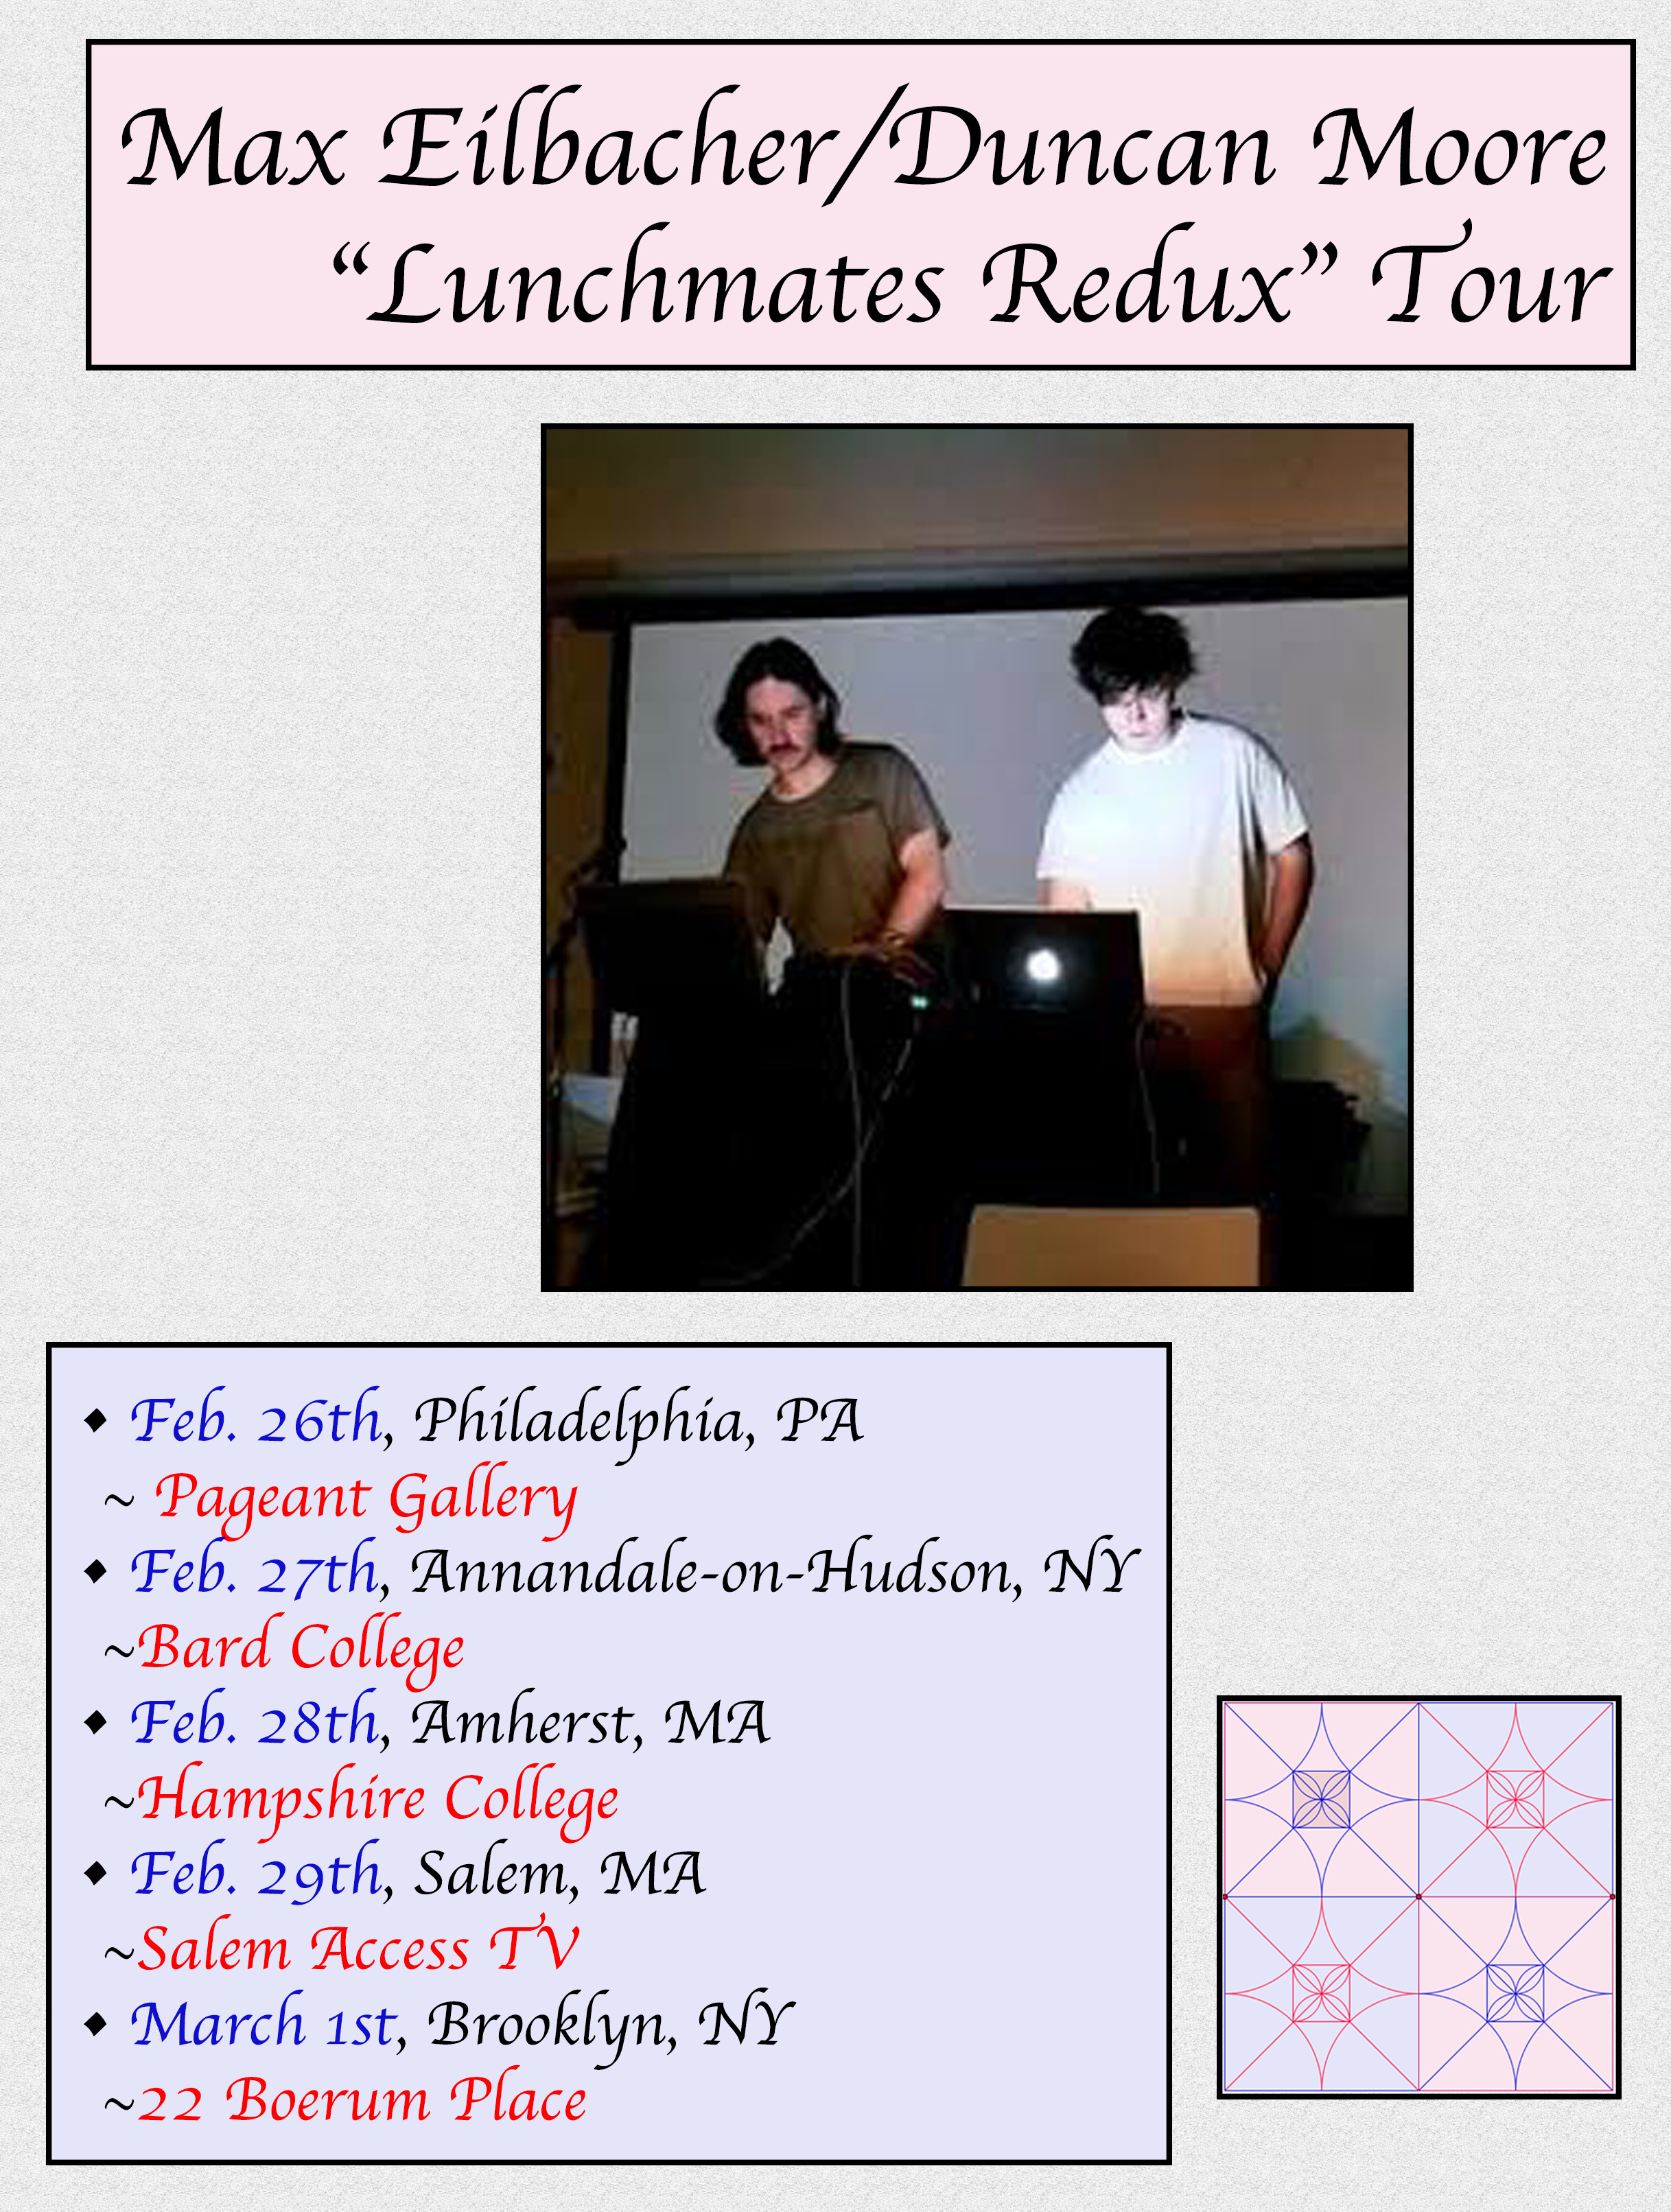 Max Eilbacher/Duncan Moore
“Lunchmates Redux” Tour
◆ Feb. 26th, Philadelphia, PA
~ Pageant Gallery
◆ Feb. 27th, Annandale-on-Hudson, NY
~Bard College
◆ Feb. 28th, Amherst, MA
~Hampshire College
◆ Feb. 29th, Salem, MA
~Salem Access TV
◆ March 1st, Brooklyn, NY
~22 Boerum Place